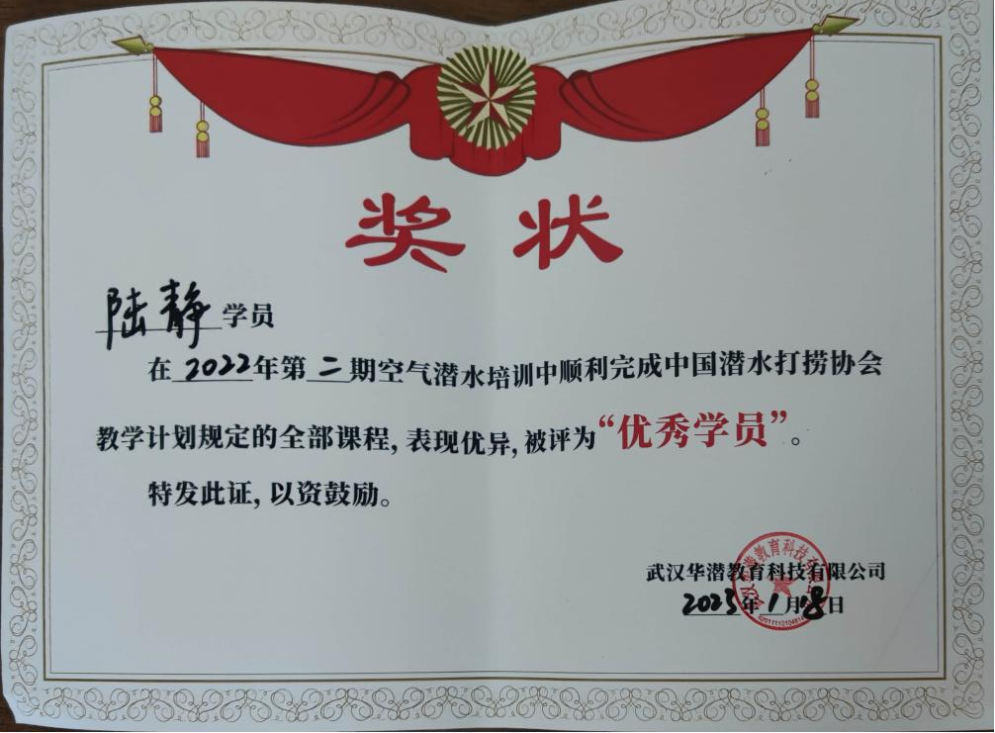 奖状
陆静学员
在2022年第二期空气潜水培训中顺利完成中国潜水打捞协会
教学计划规定的全部课程,表现优异,被评为“优秀学员”。
特发此证,以资鼓励。
武汉华潜教育科技有限公司
2023年1月18日